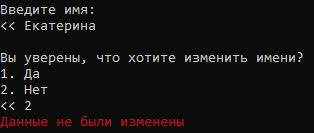 Введите имя:
<< Екатерина
Вы уверены, что хотите изменить имени?
1. Да
2. Нет
<< 2
Данные не были изменены